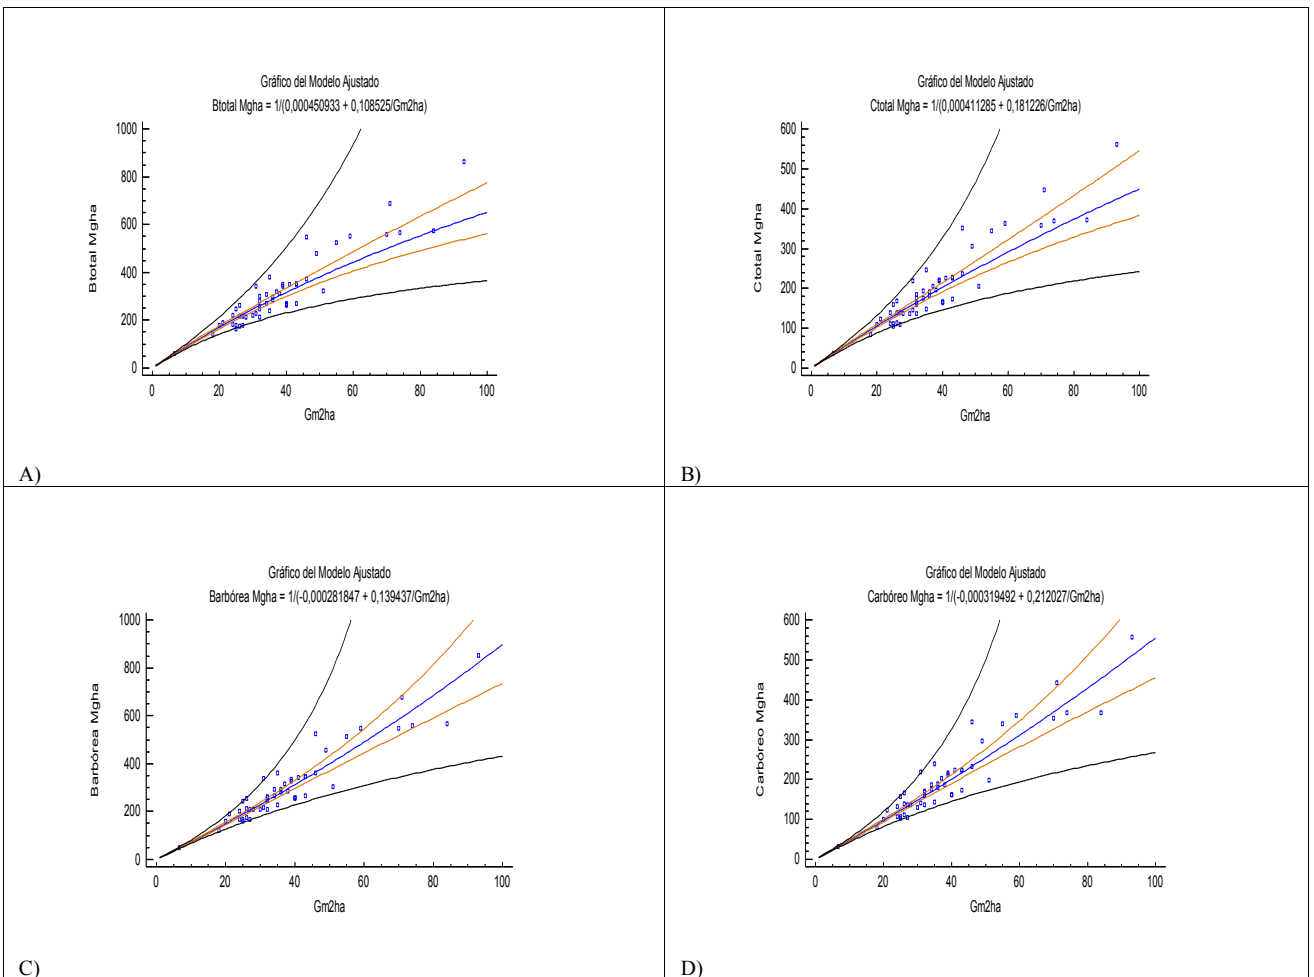 Gráfico del Modelo Ajustado
Btotal Mgha = 1/(0,000450933 + 0,108525/Gm2ha)
1000
800
600
400
200
0
Btotal Mgha
0 20 40 60 80 100
Gm2ha
A)
Gráfico del Modelo Ajustado
Ctotal Mgha = 1/(0,000411285 + 0,181226/Gm2ha)
600
500
400
300
200
100
0
Ctotal Mgha
0 20 40 60 80 100
Gm2ha
B)
Gráfico del Modelo Ajustado
Barbórea Mgha = 1/(-0,000281847 + 0,139437/Gm2ha)
1000
800
600
400
200
0
Barbórea Mgha
0 20 40 60 80 100
Gm2ha
C)
Gráfico del Modelo Ajustado
Carbóreo Mgha = 1/(-0,000319492 + 0,212027/Gm2ha)
600
500
400
300
200
100
0
Carbóreo Mgha
0 20 40 60 80 100
Gm2ha
D)